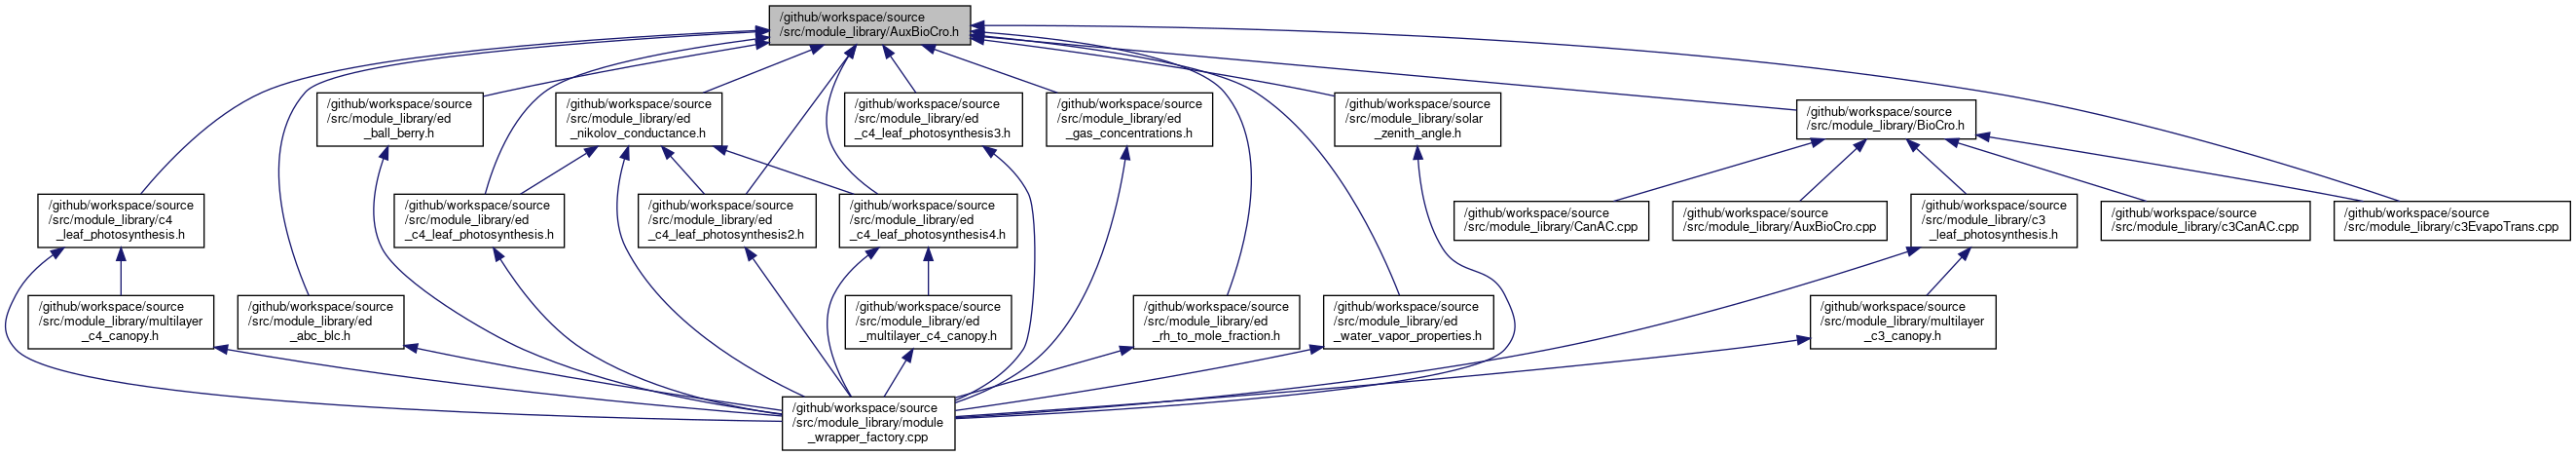 /github/workspace/source
/src/module_library/AuxBioCro.h
/github/workspace/source
/src/module_library/ed
_ball_berry.h
/github/workspace/source
/src/module_library/ed
_nikolov_conductance.h
/github/workspace/source
/src/module_library/ed
_c4_leaf_photosynthesis3.h
/github/workspace/source
/src/module_library/ed
_gas_concentrations.h
/github/workspace/source
/src/module_library/solar
_zenith_angle.h
/github/workspace/source
/src/module_library/BioCro.h
/github/workspace/source
/src/module_library/c4
_leaf_photosynthesis.h
/github/workspace/source
/src/module_library/ed
_c4_leaf_photosynthesis.h
/github/workspace/source
/src/module_library/ed
_c4_leaf_photosynthesis2.h
/github/workspace/source
/src/module_library/ed
_c4_leaf_photosynthesis4.h
/github/workspace/source
/src/module_library/CanAC.cpp
/github/workspace/source
/src/module_library/AuxBioCro.cpp
/github/workspace/source
/src/module_library/c3
_leaf_photosynthesis.h
/github/workspace/source
/src/module_library/c3CanAC.cpp
/github/workspace/source
/src/module_library/c3EvapoTrans.cpp
/github/workspace/source
/src/module_library/multilayer
_c4_canopy.h
/github/workspace/source
/src/module_library/ed
_abc_blc.h
/github/workspace/source
/src/module_library/ed
_multilayer_c4_canopy.h
/github/workspace/source
/src/module_library/ed
_rh_to_mole_fraction.h
/github/workspace/source
/src/module_library/ed
_water_vapor_properties.h
/github/workspace/source
/src/module_library/multilayer
_c3_canopy.h
/github/workspace/source
/src/module_library/module
_wrapper_factory.cpp